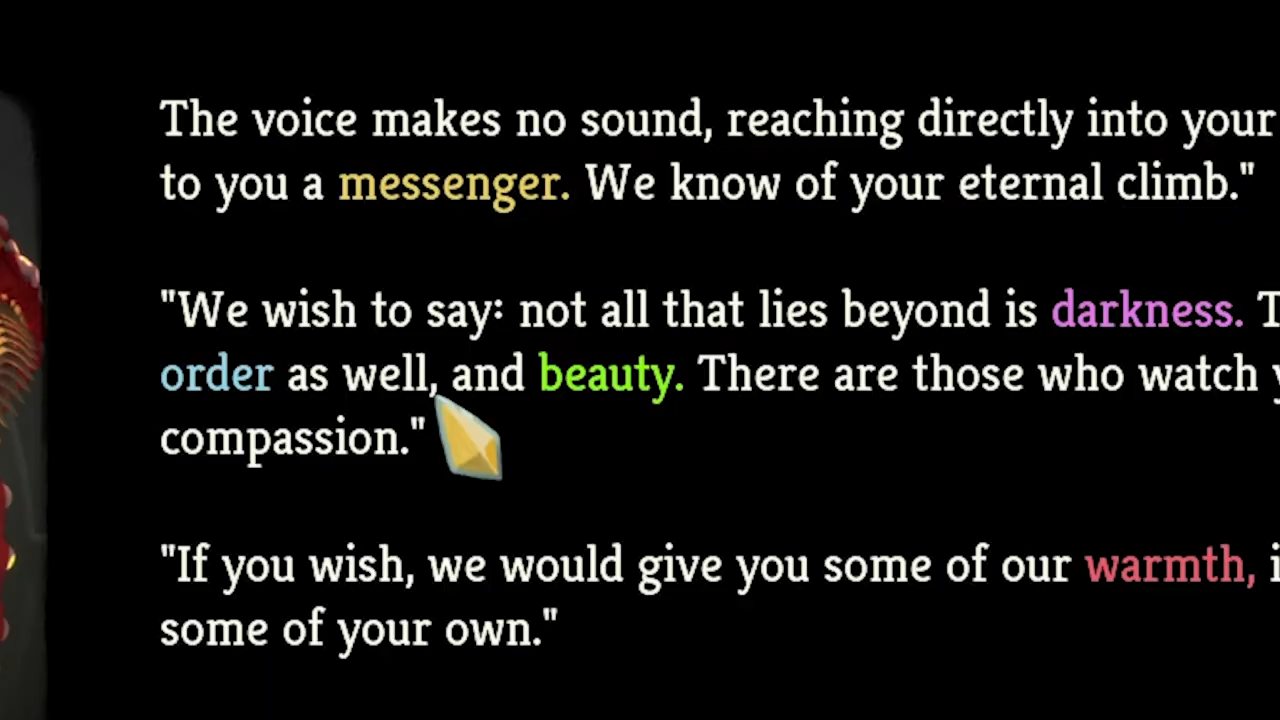 The voice makes no sound, reaching directly into your
to you a messenger. We know of your eternal climb."
"We wish to say: not all that lies beyond is darkness. T
order as well, and beauty. There are those who watch y
compassion."
"If you wish, we would give you some of our warmth, i
some of your own."